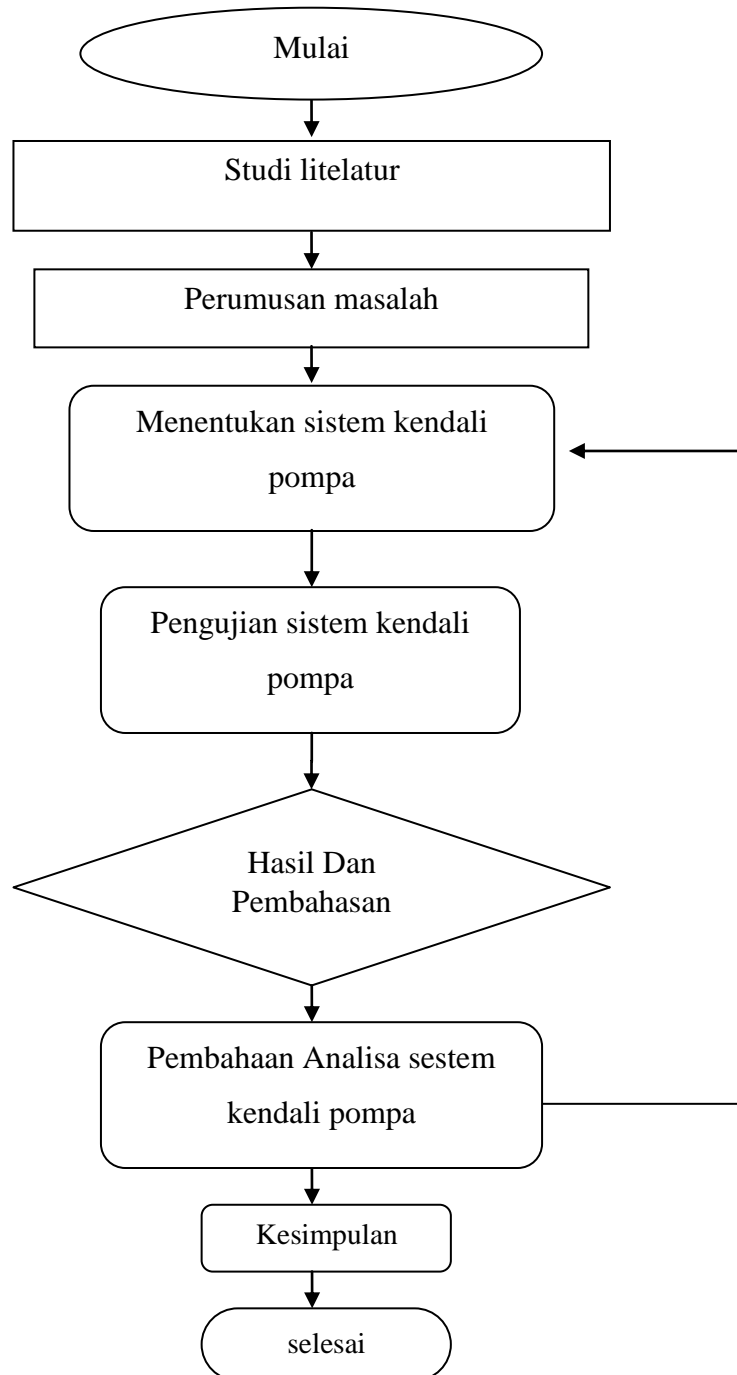 Mulai
Studi litelatur
Perumusan masalah
Menentukan sistem kendali
pompa
Pengujian sistem kendali
pompa
Hasil Dan
Pembahasan
Pembahaan Analisa sestem
kendali pompa
Kesimpulan
selesai